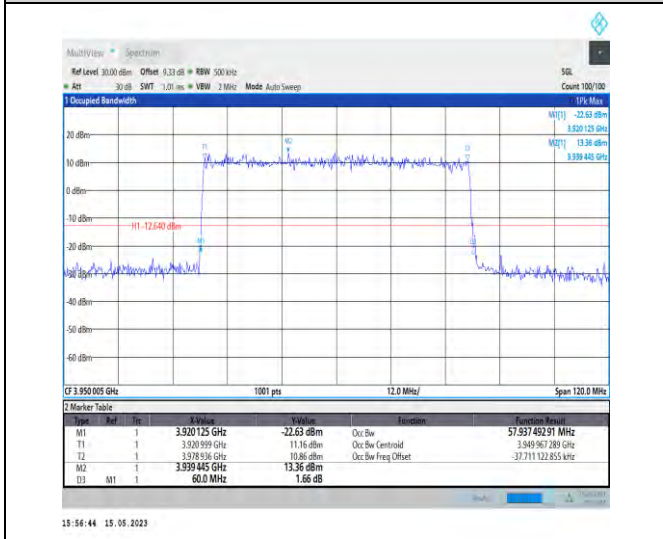 MultiView Spectrum
Ref Level 30.00 dBm Offset 9.33 dB RBW 500 kHz SGL
Att 30 dB SWT 1.01 ms VBW 2 MHz Mode Auto Sweep Count 100/100
1 Occupied Bandwidth 1Pk Max
M1[1] -22.63 dBm
3.920 125 GHz
M2[1] 13.36 dBm
3.939 445 GHz
20 dBm
M2
T1
10 dBm
0 dBm
-10 dBm
H1 -12.640 dBm
M1
-20 dBm
-30 dBm
-40 dBm
-50 dBm
-60 dBm
CF 3.950 005 GHz 1001 pts 12.0 MHz/ Span 120.0 MHz
2 Marker Table
Type Ref Trc X-Value Y-Value Function Function Result
M1 1 3.920 125 GHz -22.63 dBm Occ Bw 57.937 492 91 MHz
T1 1 3.920 999 GHz 11.16 dBm Occ Bw Centroid 3.949 967 289 GHz
T2 1 3.978 936 GHz 10.86 dBm Occ Bw Freq Offset -37.711 122 855 kHz
M2 1 3.939 445 GHz 13.36 dBm
D3 M1 1 60.0 MHz 1.66 dB
15:56:44 15.05.2023